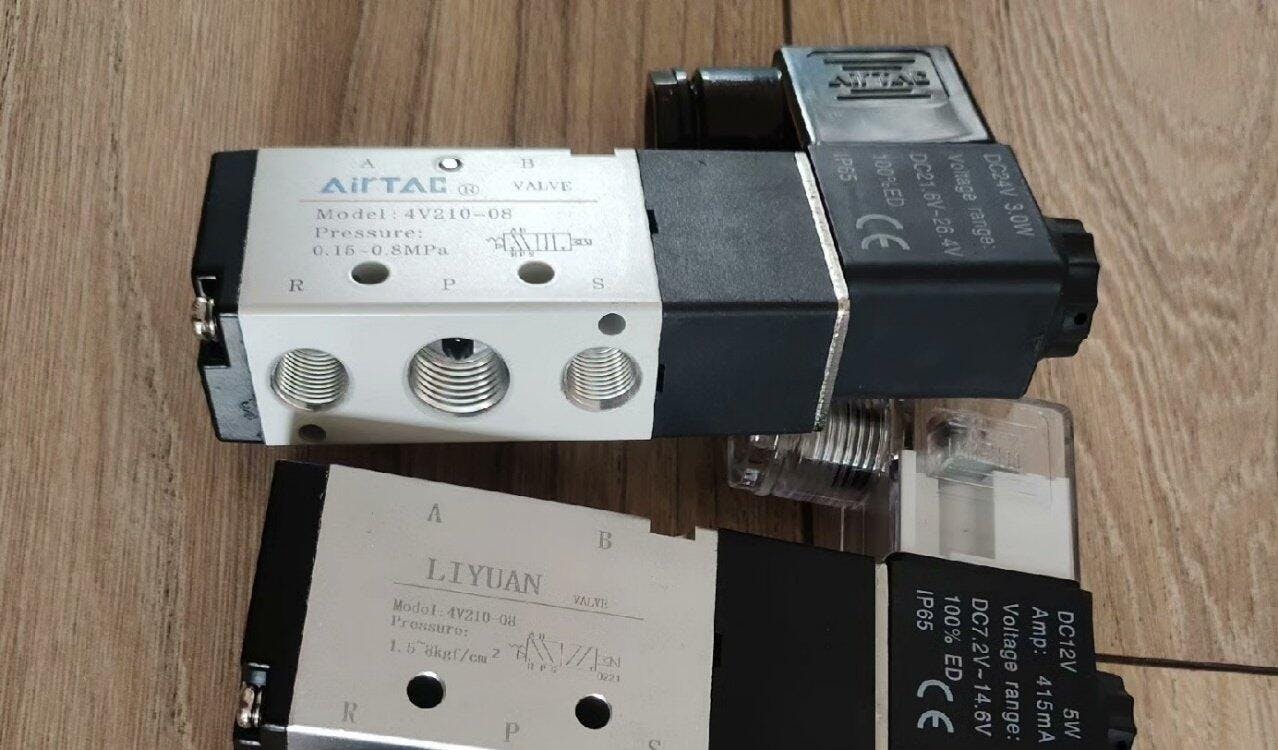 AirTAC
A B
AirTAC ® VALVE
Model: 4V210-08
Pressure:
0.15~0.8MPa
A B
R P S
R P S
DC24V 3.0W
Voltage range:
DC21.6V~26.4V
100%ED
IP65
CE
A B
LIYUAN VALVE
Model:4V210-08
Pressure:
1.5~8kgf/cm²
A B
R P S
0221
R P S
DC12V 5W
Amp: 415mA
Voltage range:
DC7.2V~14.6V
100% ED
IP65
CE